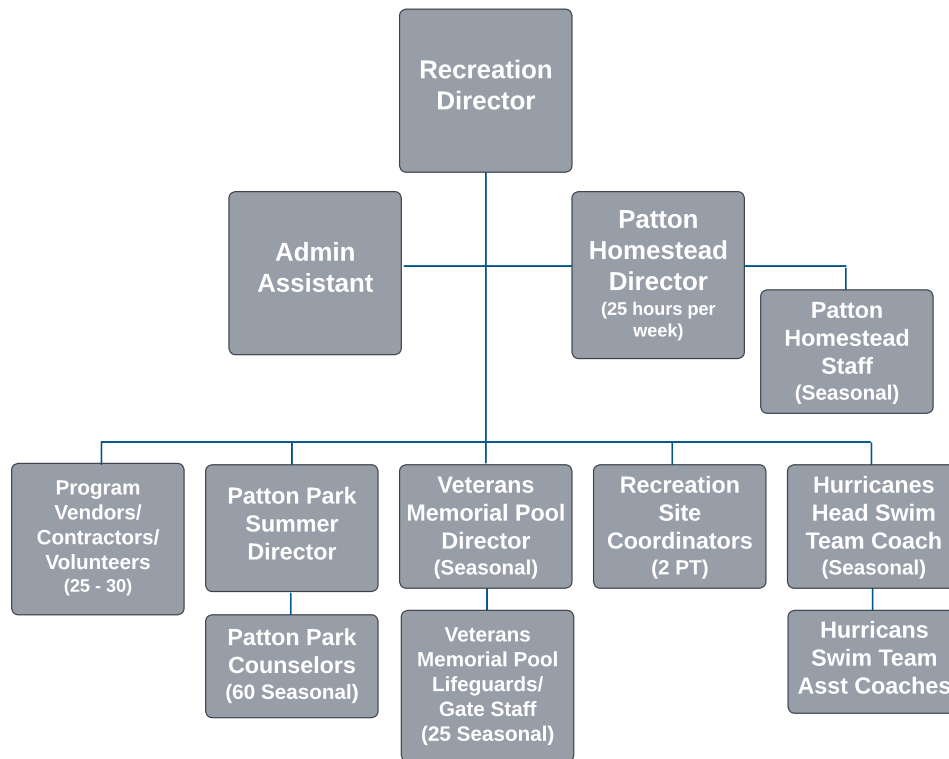 Recreation
Director
Admin
Assistant
Patton
Homestead
Director
(25 hours per
week)
Patton
Homestead
Staff
(Seasonal)
Program
Vendors/
Contractors/
Volunteers
(25 - 30)
Patton Park
Summer
Director
Veterans
Memorial Pool
Director
(Seasonal)
Recreation
Site
Coordinators
(2 PT)
Hurricanes
Head Swim
Team Coach
(Seasonal)
Patton Park
Counselors
(60 Seasonal)
Veterans
Memorial Pool
Lifeguards/
Gate Staff
(25 Seasonal)
Hurricans
Swim Team
Asst Coaches